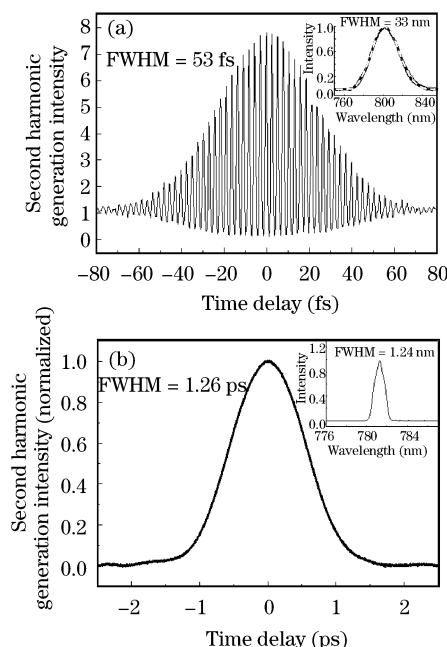 (a)
FWHM = 53 fs
Second harmonic
generation intensity
8
7
6
5
4
3
2
1
0
−80 −60 −40 −20 0 20 40 60 80
Time delay (fs)
FWHM = 33 nm
Intensity
1.2
0.8
0.4
0.0
760 800 840
Wavelength (nm)
(b)
FWHM = 1.26 ps
Second harmonic
generation intensity (normalized)
1.0
0.8
0.6
0.4
0.2
0.0
−2 −1 0 1 2
Time delay (ps)
FWHM = 1.24 nm
Intensity
1.2
0.8
0.4
0.0
776 780 784
Wavelength (nm)